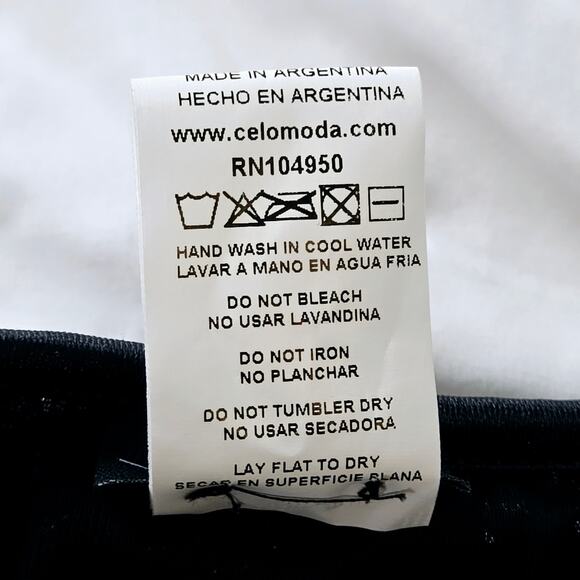 MADE IN ARGENTINA
HECHO EN ARGENTINA
www.celomoda.com
RN104950
HAND WASH IN COOL WATER
LAVAR A MANO EN AGUA FRIA
DO NOT BLEACH
NO USAR LAVANDINA
DO NOT IRON
NO PLANCHAR
DO NOT TUMBLER DRY
NO USAR SECADORA
LAY FLAT TO DRY
SECAR EN SUPERFICIE PLANA